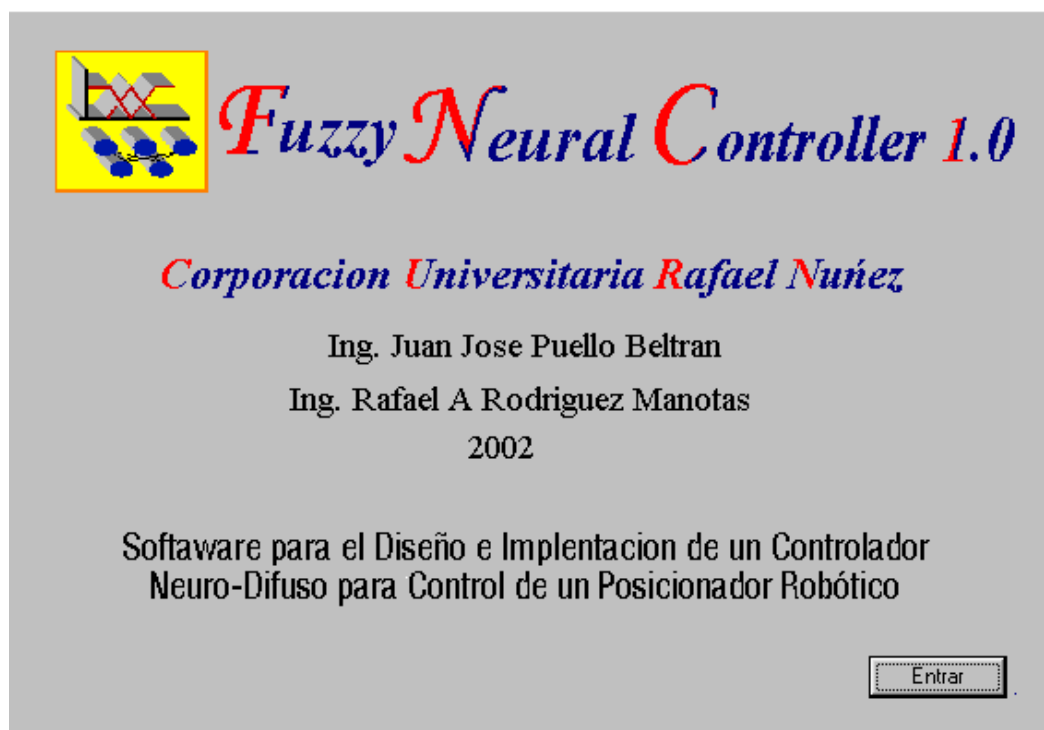 Fuzzy Neural Controller 1.0
Corporacion Universitaria Rafael Nuńez
Ing. Juan Jose Puello Beltran
Ing. Rafael A Rodriguez Manotas
2002
Softaware para el Diseño e Implentacion de un Controlador
Neuro-Difuso para Control de un Posicionador Robótico
Entrar